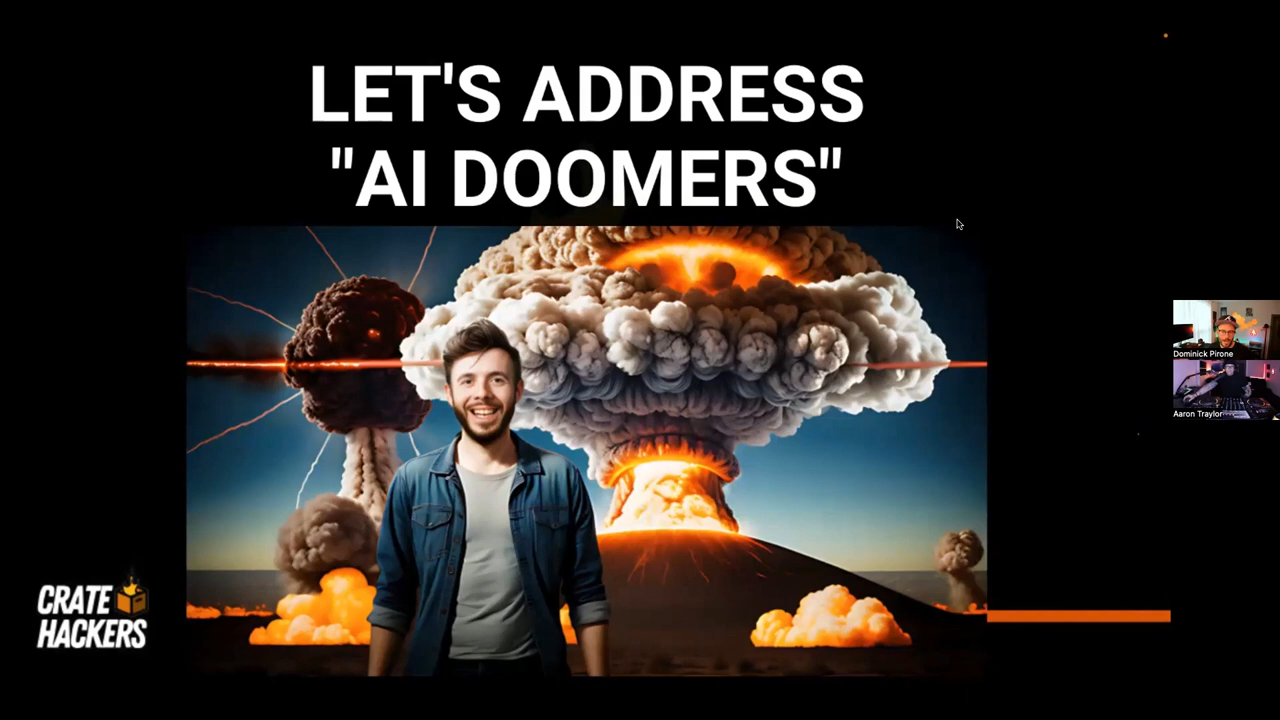 LET'S ADDRESS
"AI DOOMERS"
Dominick Pirone
Aaron Traylor
CRATE
HACKERS